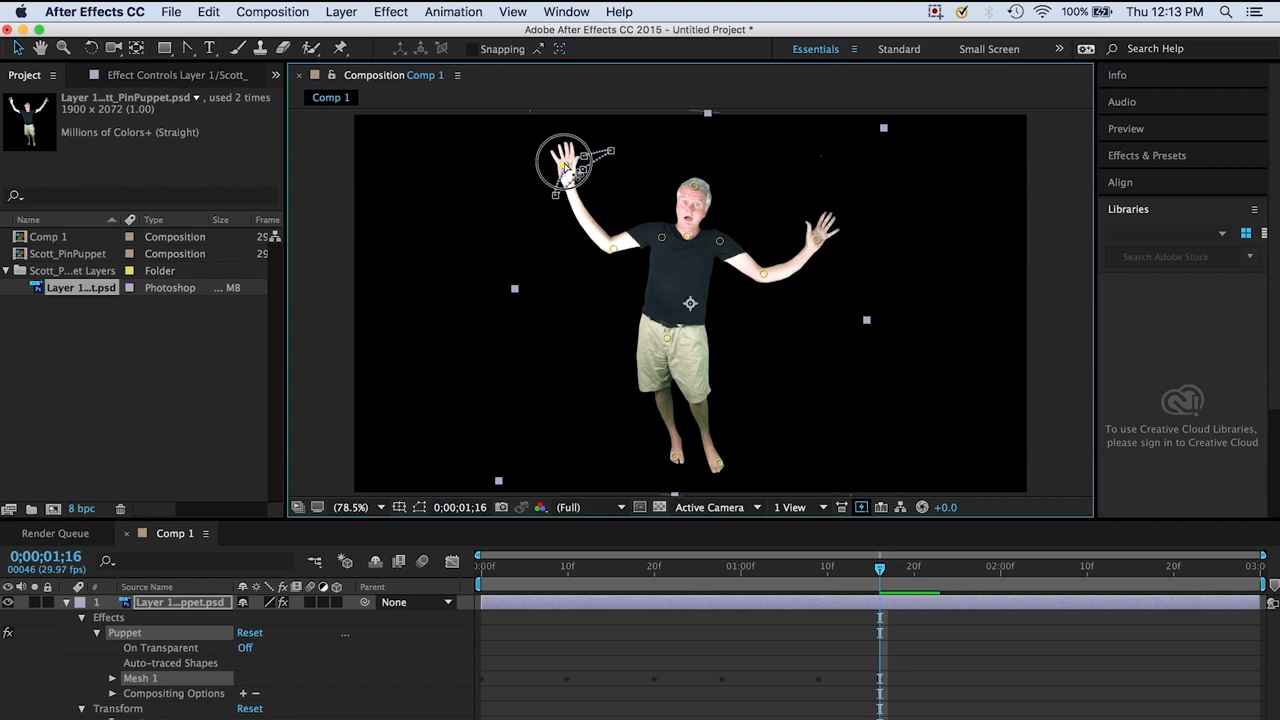 After Effects CC File Edit Composition Layer Effect Animation View Window Help 100% Thu 12:13 PM
Adobe After Effects CC 2015 - Untitled Project *
Snapping Essentials Standard Small Screen Search Help
Project Effect Controls Layer 1/Scott_
Composition Comp 1
Info
Comp 1
Layer 1...tt_PinPuppet.psd , used 2 times
1900 x 2072 (1.00)
Audio
Millions of Colors+ (Straight)
Preview
Effects & Presets
Align
Libraries
Name Type Size Frame
Comp 1 Composition 29
Scott_PinPuppet Composition 29
Search Adobe Stock
Scott_P...et Layers Folder
Layer 1...t.psd Photoshop ... MB
To use Creative Cloud Libraries,
please sign in to Creative Cloud
8 bpc
(78.5%) 0;00;01;16 (Full) Active Camera 1 View +0.0
Render Queue Comp 1
0;00;01;16
00046 (29.97 fps)
:00f 10f 20f 01:00f 10f 20f 02:00f 10f 20f 03:0
# Source Name Parent
1 Layer 1...ppet.psd None
Effects
fx Puppet Reset ...
On Transparent Off
Auto-traced Shapes
Mesh 1
Compositing Options + −
Transform Reset